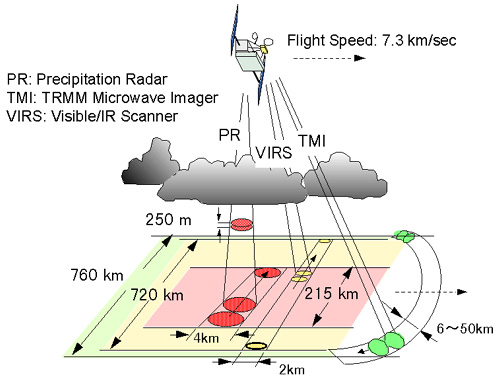 Flight Speed: 7.3 km/sec
PR: Precipitation Radar
TMI: TRMM Microwave Imager
VIRS: Visible/IR Scanner
PR
VIRS
TMI
250 m
760 km
720 km
215 km
4km
6～50km
2km